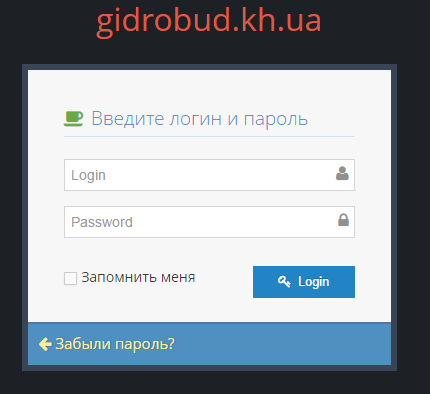 gidrobud.kh.ua
Введите логин и пароль
Login
Password
Запомнить меня
Login
Забыли пароль?